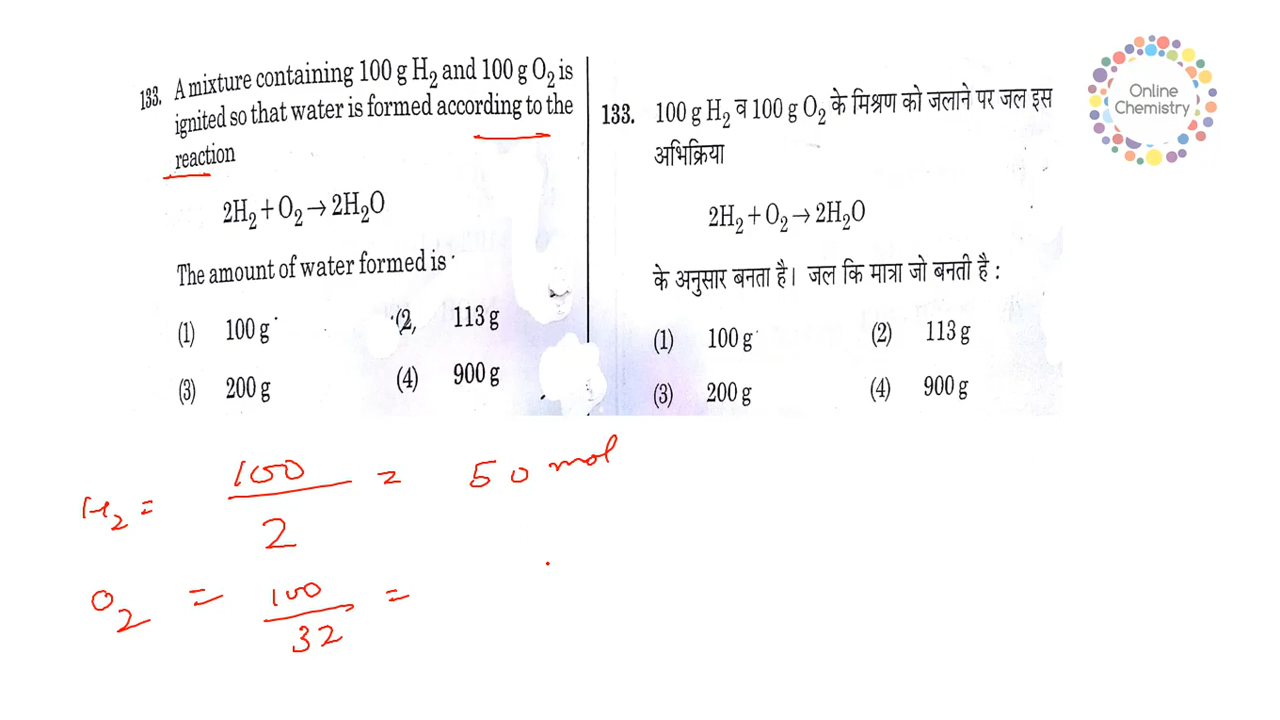 133. A mixture containing 100 g H₂ and 100 g O₂ is
ignited so that water is formed according to the
reaction
2H₂ + O₂ → 2H₂O
The amount of water formed is
(1) 100 g
(2, 113 g
(3) 200 g
(4) 900 g
133. 100 g H₂ व 100 g O₂ के मिश्रण को जलाने पर जल इस
अभिक्रिया
2H₂ + O₂ → 2H₂O
के अनुसार बनता है। जल कि मात्रा जो बनती है :
(1) 100 g
(2) 113 g
(3) 200 g
(4) 900 g
Online
Chemistry
H₂ = 100/2 = 50 mol
O₂ = 100/32 =